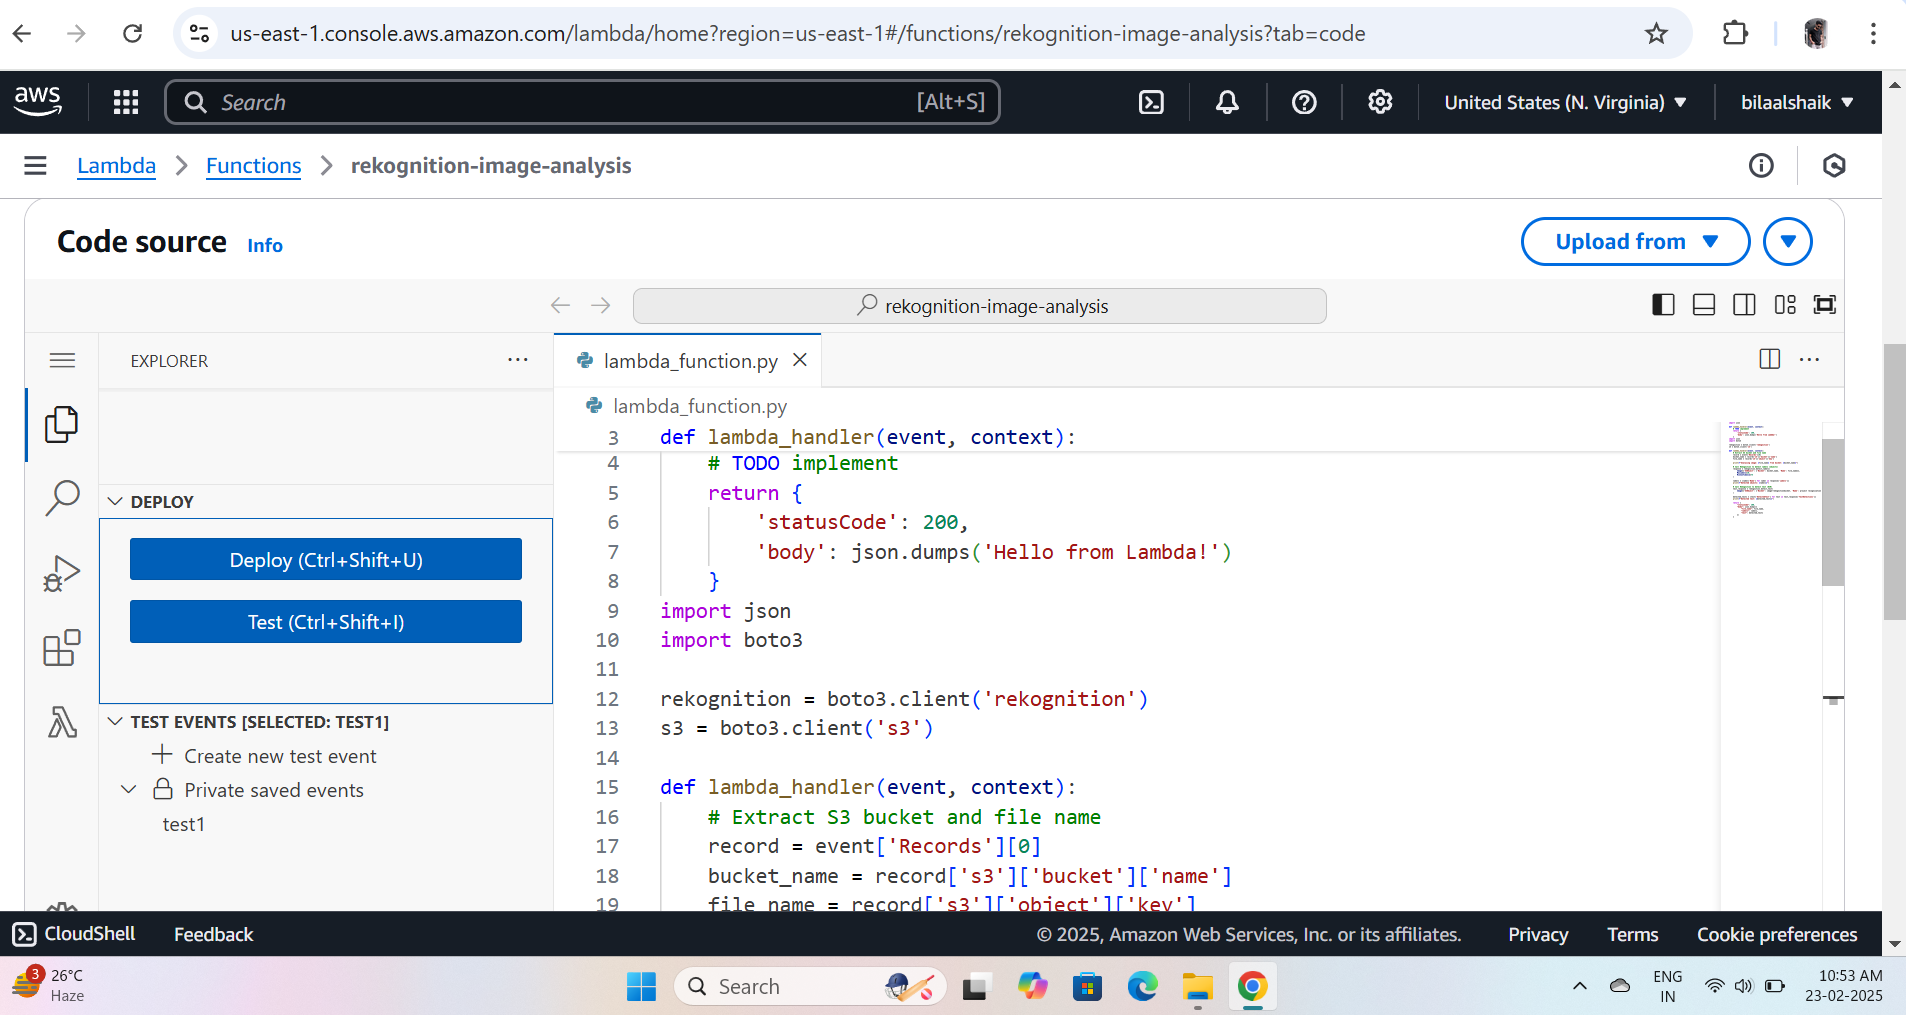 us-east-1.console.aws.amazon.com/lambda/home?region=us-east-1#/functions/rekognition-image-analysis?tab=code
aws
Search
[Alt+S]
United States (N. Virginia)
bilaalshaik
Lambda
Functions
rekognition-image-analysis
Code source
Info
Upload from
rekognition-image-analysis
EXPLORER
lambda_function.py
lambda_function.py
3 def lambda_handler(event, context):
4 # TODO implement
5 return {
6 'statusCode': 200,
7 'body': json.dumps('Hello from Lambda!')
8 }
9 import json
10 import boto3
11
12 rekognition = boto3.client('rekognition')
13 s3 = boto3.client('s3')
14
15 def lambda_handler(event, context):
16 # Extract S3 bucket and file name
17 record = event['Records'][0]
18 bucket_name = record['s3']['bucket']['name']
19 file_name = record['s3']['object']['key']
DEPLOY
Deploy (Ctrl+Shift+U)
Test (Ctrl+Shift+I)
TEST EVENTS [SELECTED: TEST1]
Create new test event
Private saved events
test1
CloudShell
Feedback
© 2025, Amazon Web Services, Inc. or its affiliates.
Privacy
Terms
Cookie preferences
3
26°C
Haze
Search
ENG
IN
10:53 AM
23-02-2025